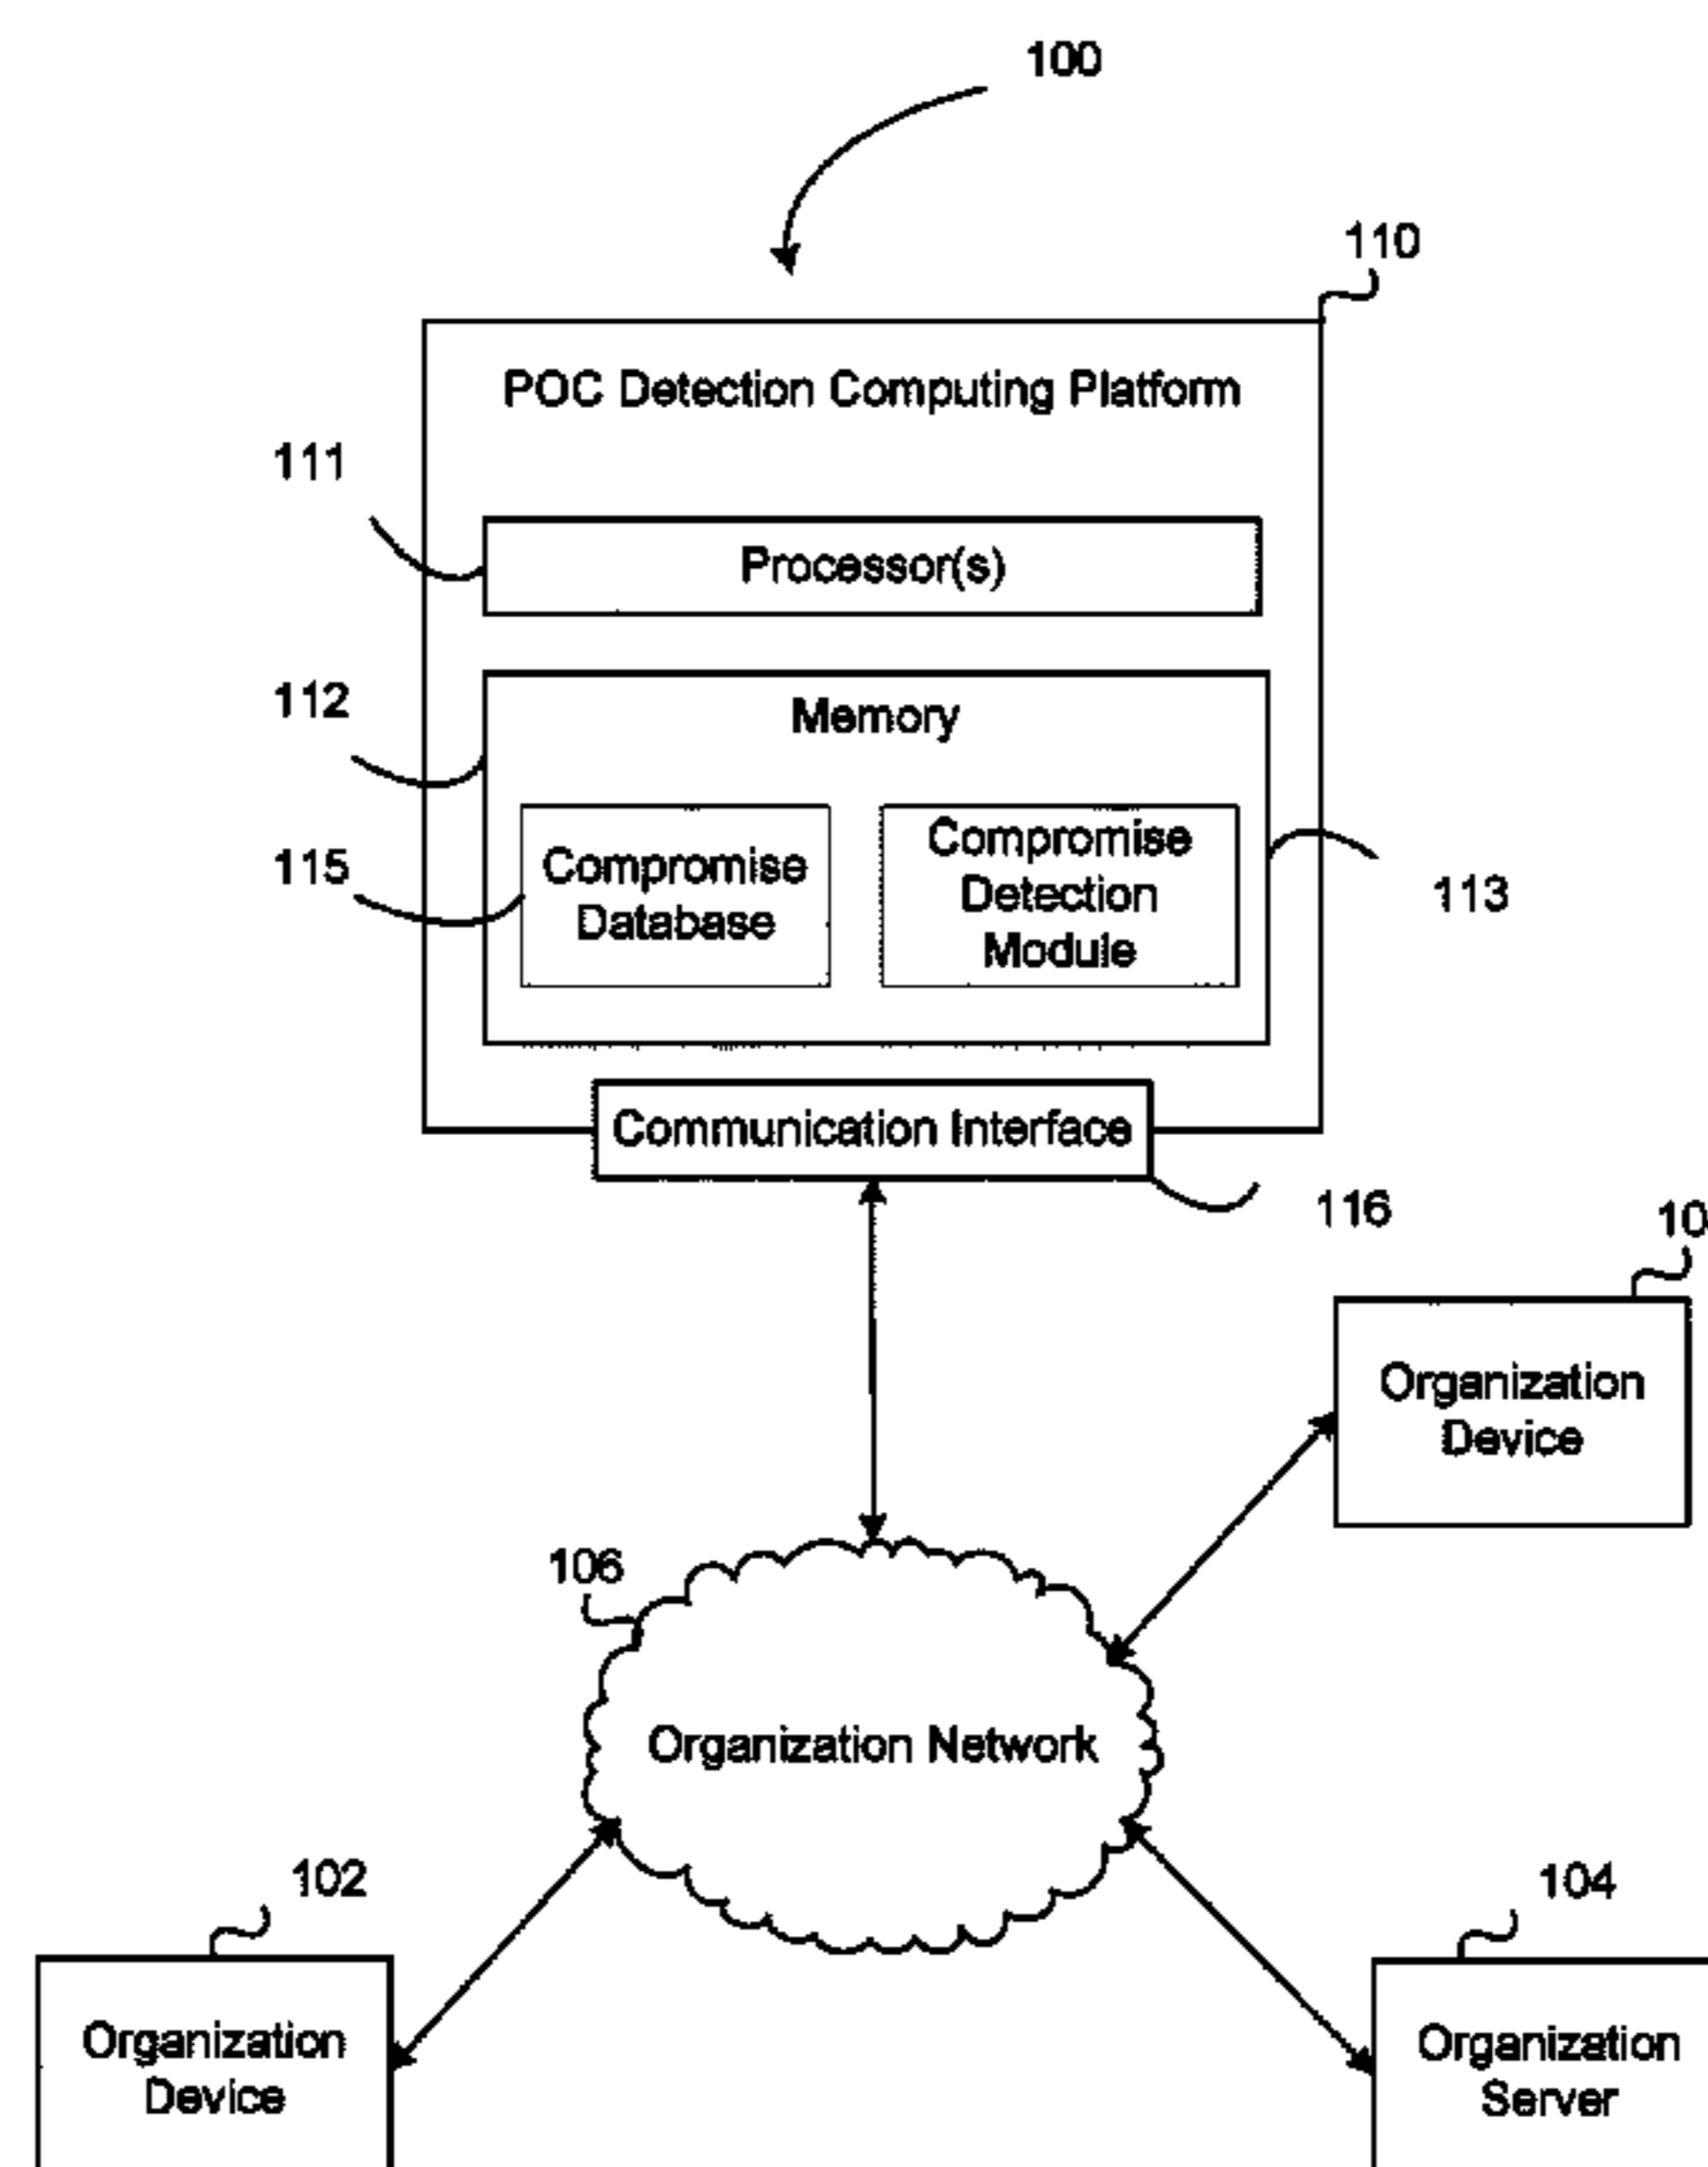 100
110
POC Detection Computing Platform
111
Processor(s)
112
Memory
115
Compromise
Database
Compromise
Detection
Module
113
Communication Interface
116
Organization
Device
106
Organization Network
102
104
Organization
Device
Organization
Server